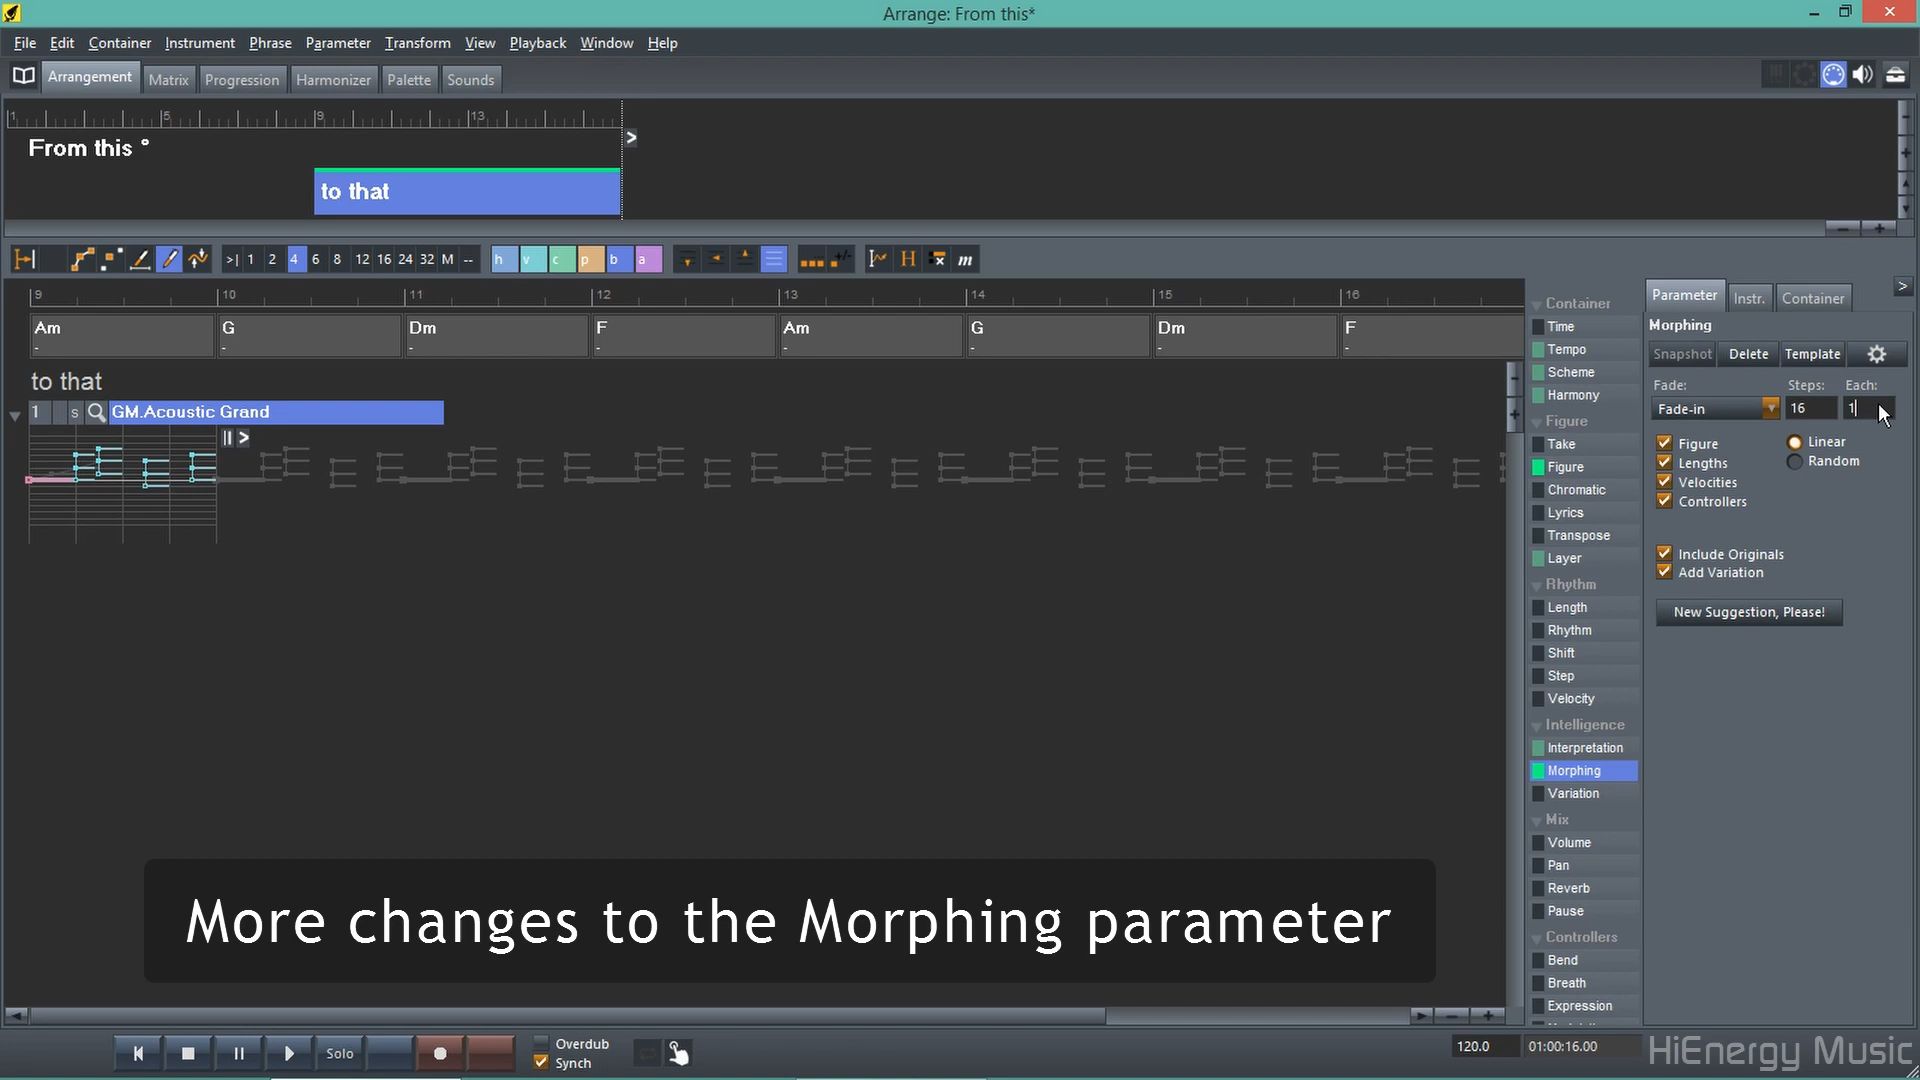 Arrange: From this*
File Edit Container Instrument Phrase Parameter Transform View Playback Window Help
Arrangement Matrix Progression Harmonizer Palette Sounds
1 5 9 13
From this °
>
to that
>| 1 2 4 6 8 12 16 24 32 M -- h v c p b a H m
9 10 11 12 13 14 15 16
Am G Dm F Am G Dm F
- - - - - - - -
to that
1 s GM.Acoustic Grand
|| >
Container
Time
Tempo
Scheme
Harmony
Figure
Take
Figure
Chromatic
Lyrics
Transpose
Layer
Rhythm
Length
Rhythm
Shift
Step
Velocity
Intelligence
Interpretation
Morphing
Variation
Mix
Volume
Pan
Reverb
Pause
Controllers
Bend
Breath
Expression
Parameter Instr. Container >
Morphing
Snapshot Delete Template
Fade: Steps: Each:
Fade-in 16 1
Figure Linear
Lengths Random
Velocities
Controllers
Include Originals
Add Variation
New Suggestion, Please!
More changes to the Morphing parameter
Solo
Overdub
Synch
120.0 01:00:16.00
HiEnergy Music